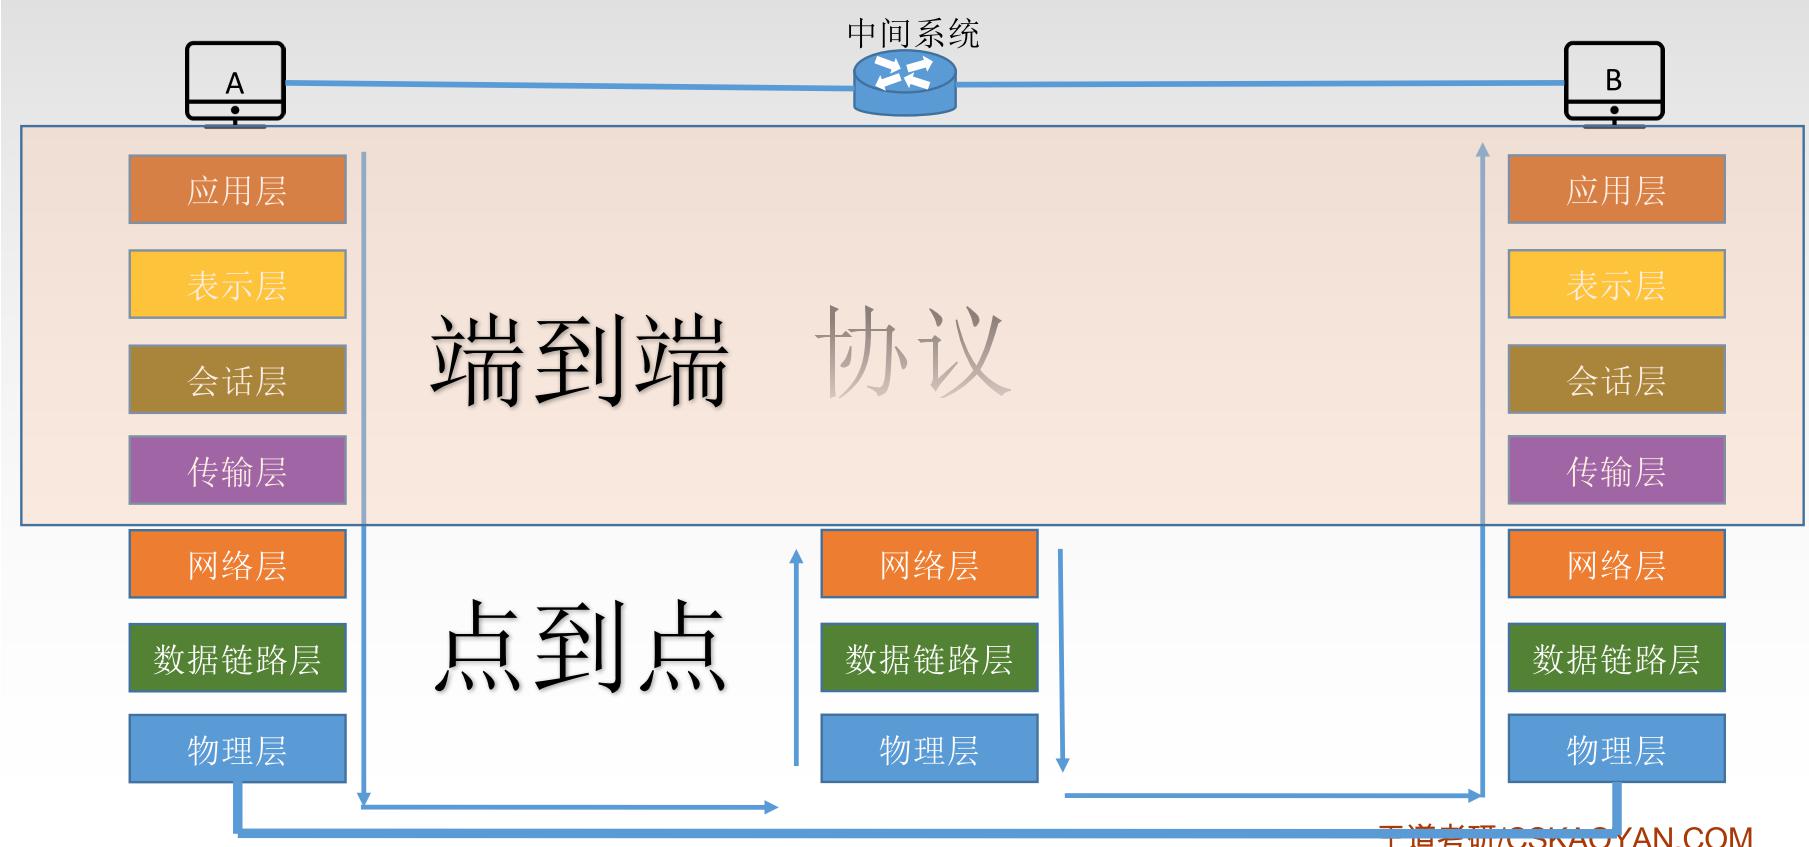 中间系统
A
B
应用层
应用层
表示层
表示层
端到端 协议
会话层
会话层
传输层
传输层
网络层
网络层
网络层
点到点
数据链路层
数据链路层
数据链路层
物理层
物理层
物理层
王道考研/CSKAOYAN.COM